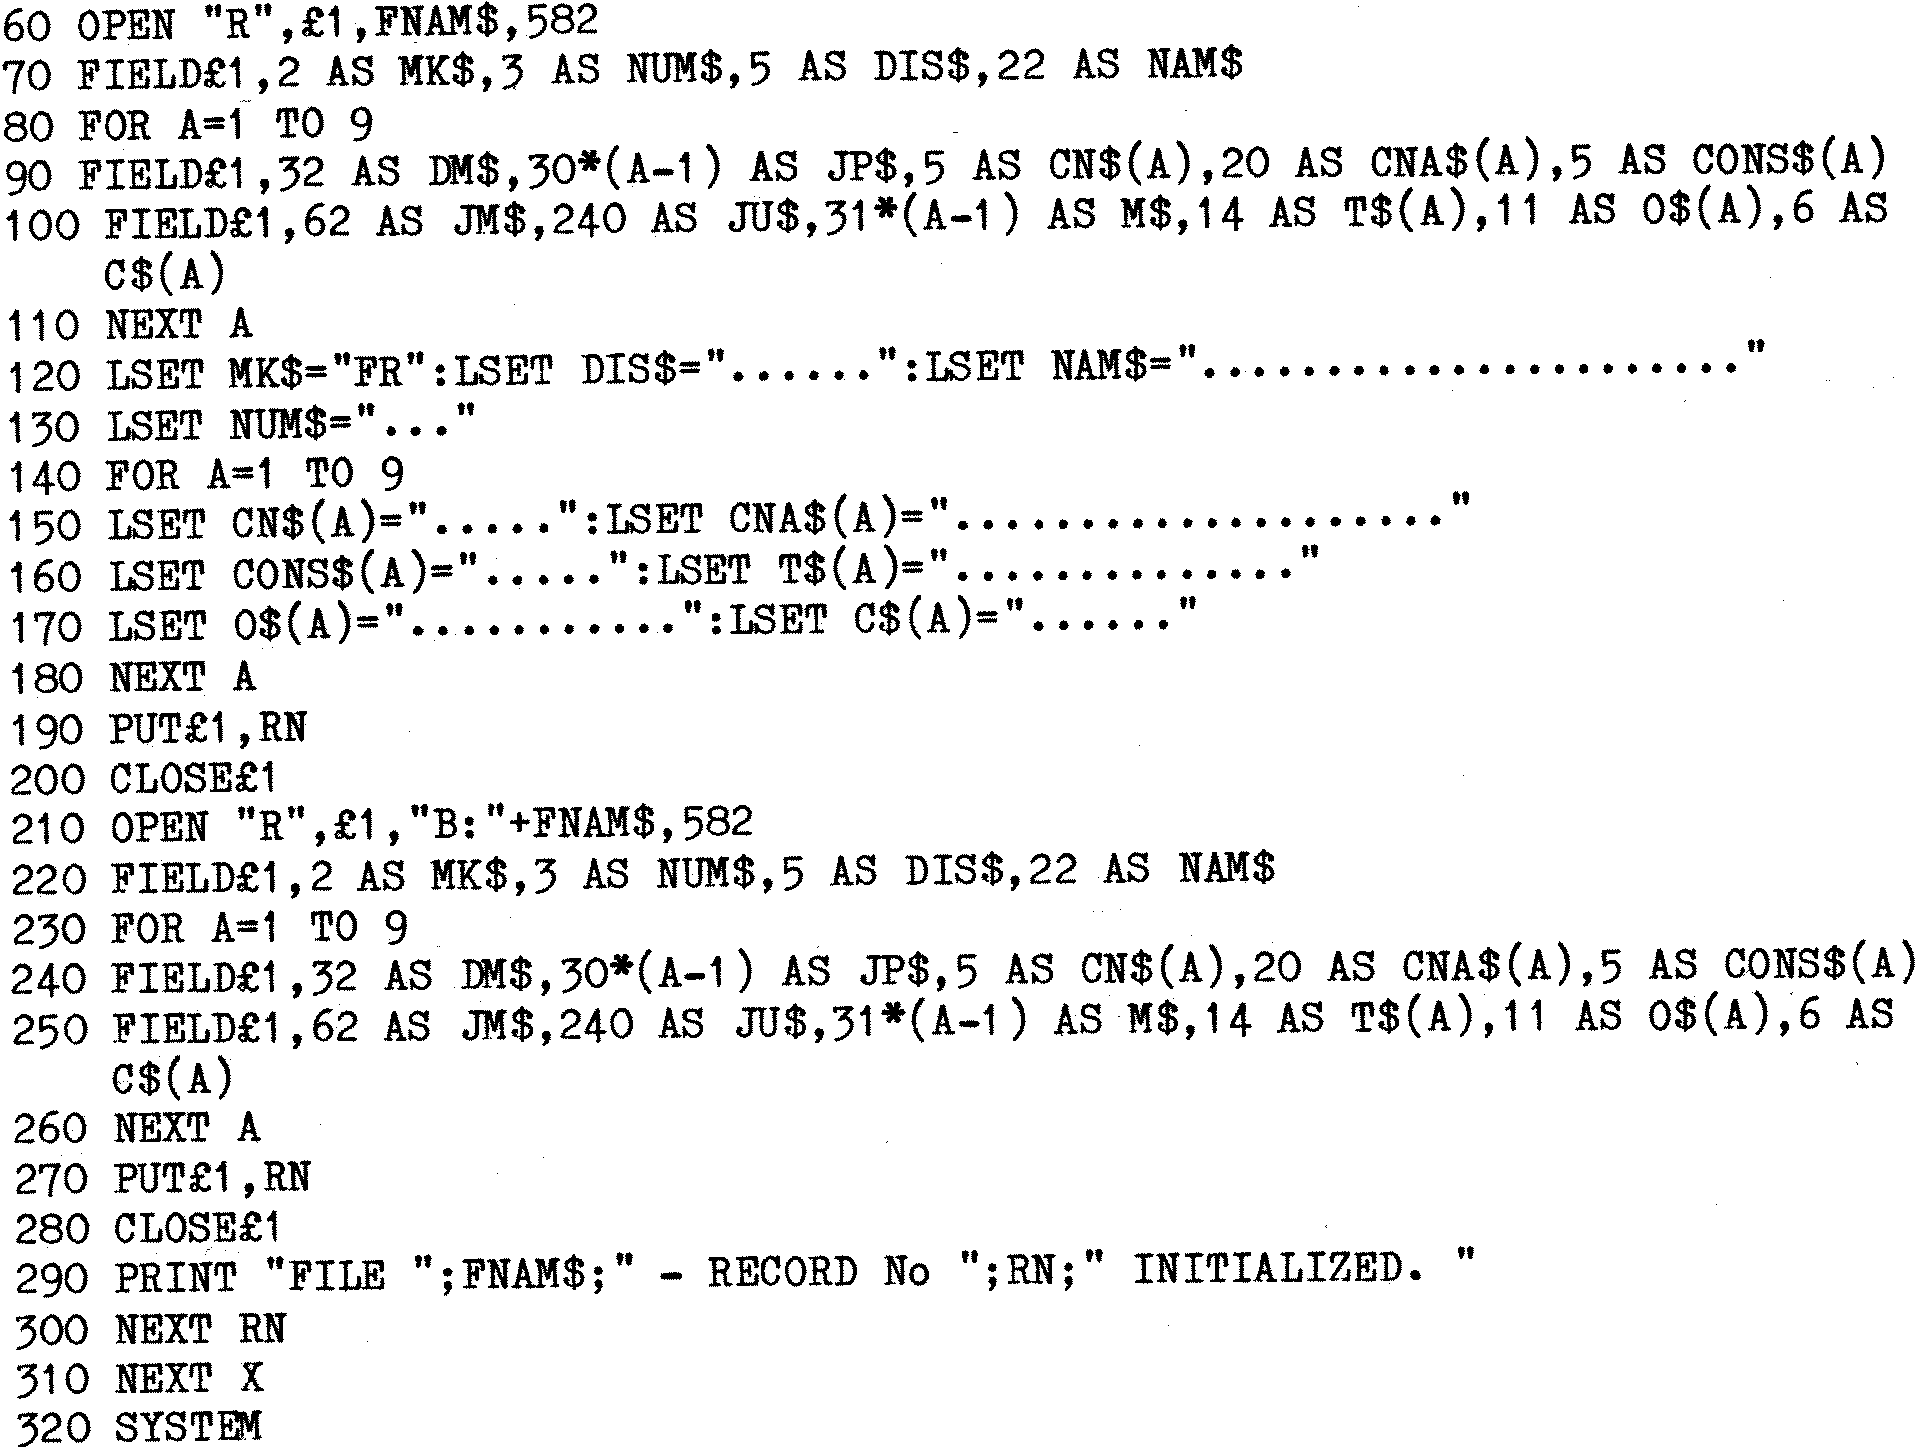 60 OPEN "R",£1,FNAM$,582
70 FIELD£1,2 AS MK$,3 AS NUM$,5 AS DIS$,22 AS NAM$
80 FOR A=1 TO 9
90 FIELD£1,32 AS DM$,30*(A-1) AS JP$,5 AS CN$(A),20 AS CNA$(A),5 AS CONS$(A)
100 FIELD£1,62 AS JM$,240 AS JU$,31*(A-1) AS M$,14 AS T$(A),11 AS O$(A),6 AS
C$(A)
110 NEXT A
120 LSET MK$="FR":LSET DIS$="......":LSET NAM$="......................"
130 LSET NUM$="..."
140 FOR A=1 TO 9
150 LSET CN$(A)=".....":LSET CNA$(A)="...................."
160 LSET CONS$(A)=".....":LSET T$(A)=".............."
170 LSET O$(A)="...........":LSET C$(A)="......"
180 NEXT A
190 PUT£1,RN
200 CLOSE£1
210 OPEN "R",£1,"B:"+FNAM$,582
220 FIELD£1,2 AS MK$,3 AS NUM$,5 AS DIS$,22 AS NAM$
230 FOR A=1 TO 9
240 FIELD£1,32 AS DM$,30*(A-1) AS JP$,5 AS CN$(A),20 AS CNA$(A),5 AS CONS$(A)
250 FIELD£1,62 AS JM$,240 AS JU$,31*(A-1) AS M$,14 AS T$(A),11 AS O$(A),6 AS
C$(A)
260 NEXT A
270 PUT£1,RN
280 CLOSE£1
290 PRINT "FILE ";FNAM$;" - RECORD No ";RN;" INITIALIZED. "
300 NEXT RN
310 NEXT X
320 SYSTEM